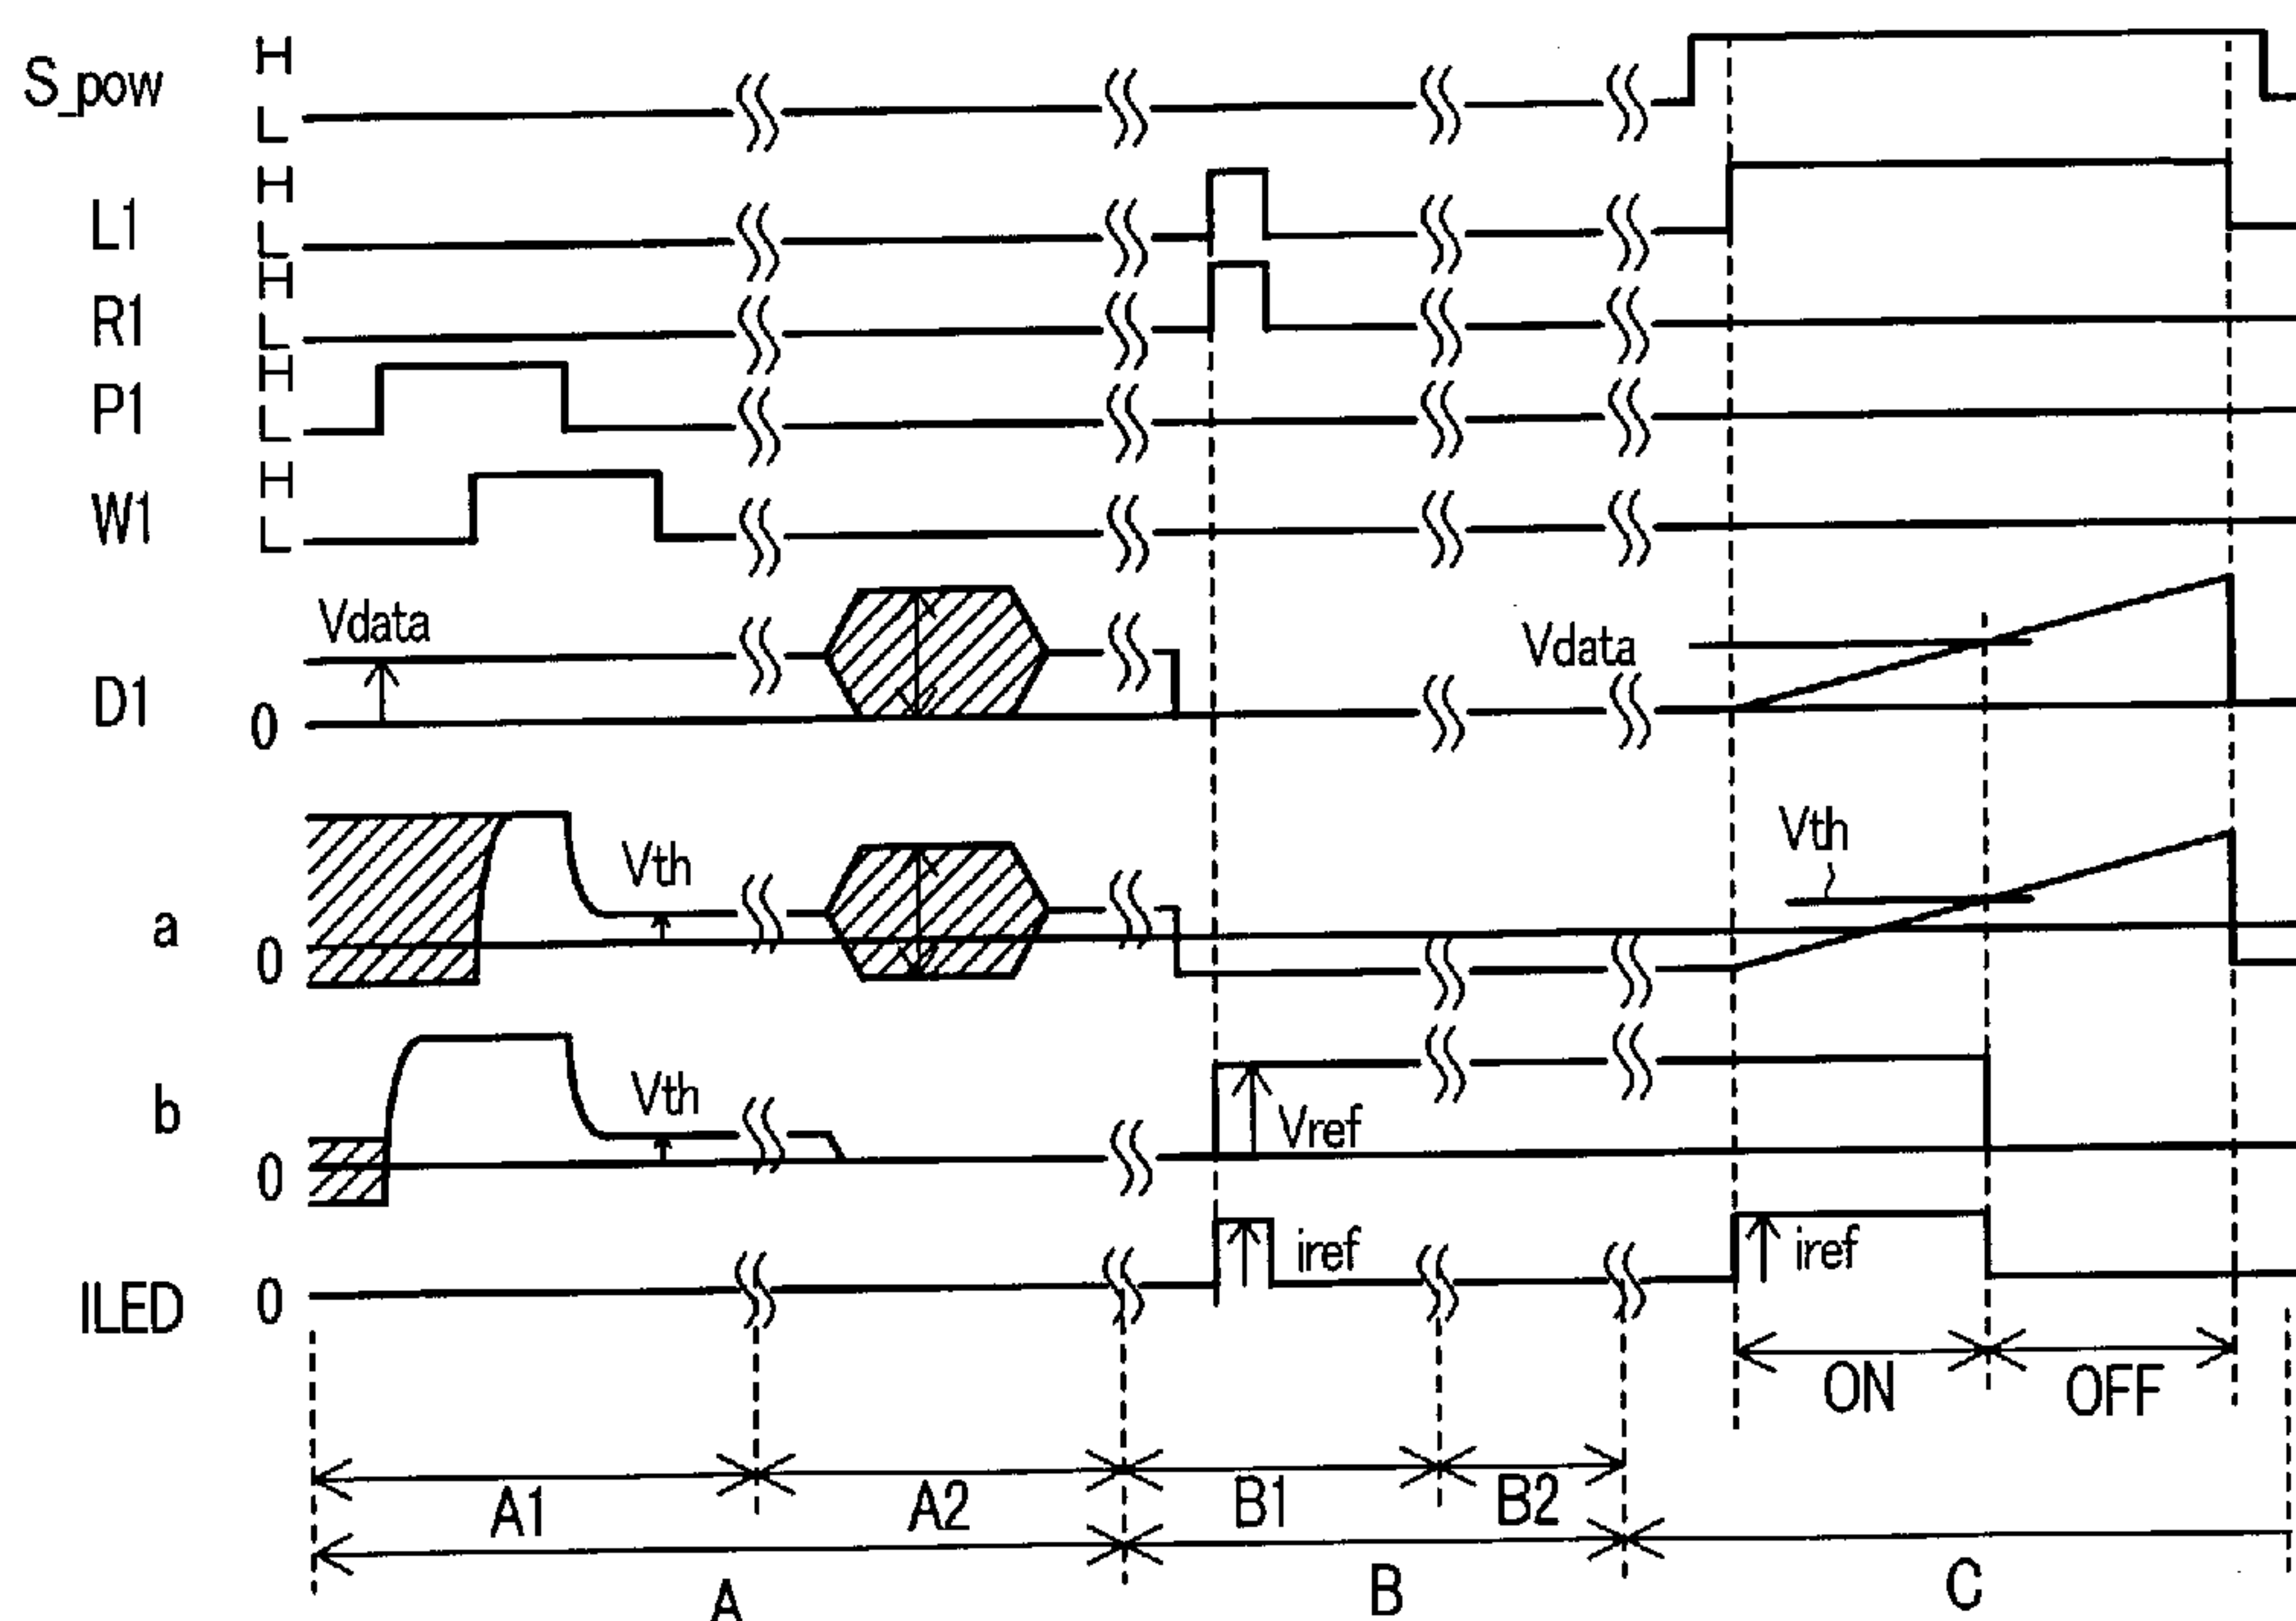 S_pow H L
L1 H L
R1 H L
P1 H L
W1 H L
D1 Vdata 0 Vdata
a 0 Vth Vth
b 0 Vth Vref
ILED 0 iref iref
ON OFF
A1 A2 B1 B2
A B C